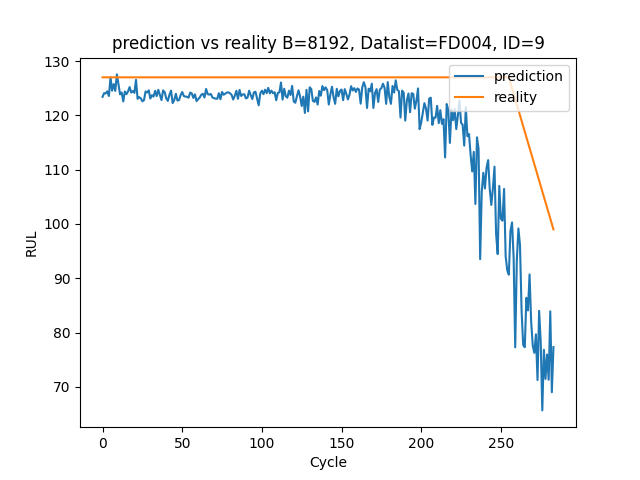 prediction vs reality B=8192, Datalist=FD004, ID=9
130
120
110
100
90
80
70
RUL
prediction
reality
0 50 100 150 200 250
Cycle